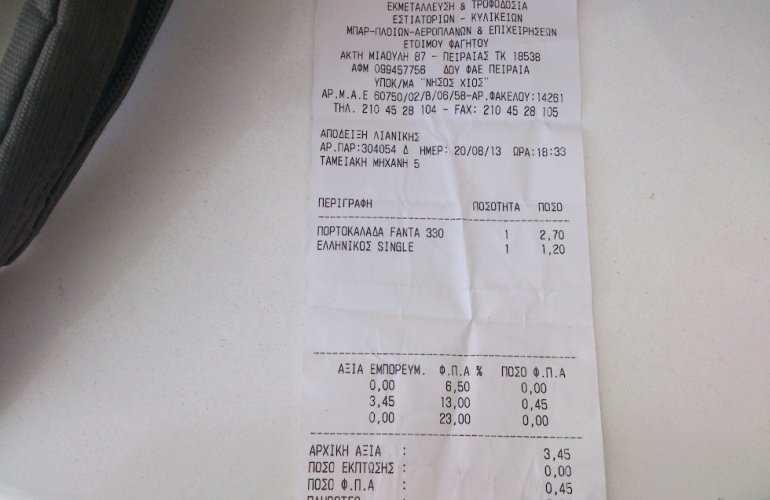 ΕΚΜΕΤΑΛΛΕΥΣΗ & ΤΡΟΦΟΔΟΣΙΑ
ΕΣΤΙΑΤΟΡΙΩΝ - ΚΥΛΙΚΕΙΩΝ
ΜΠΑΡ-ΠΛΟΙΩΝ-ΑΕΡΟΠΛΑΝΩΝ & ΕΠΙΧΕΙΡΗΣΕΩΝ
ΕΤΟΙΜΟΥ ΦΑΓΗΤΟΥ
ΑΚΤΗ ΜΙΑΟΥΛΗ 87 - ΠΕΙΡΑΙΑΣ ΤΚ 18538
ΑΦΜ 099457756 ΔΟΥ ΦΑΕ ΠΕΙΡΑΙΑ
ΥΠΟΚ/ΜΑ "ΝΗΣΟΣ ΧΙΟΣ"
ΑΡ.Μ.Α.Ε 60750/02/Β/06/58-ΑΡ.ΦΑΚΕΛΟΥ:14261
ΤΗΛ. 210 45 28 104 - FAX: 210 45 28 105
ΑΠΟΔΕΙΞΗ ΛΙΑΝΙΚΗΣ
ΑΡ.ΠΑΡ:304054 Δ ΗΜΕΡ: 20/08/13 ΩΡΑ:18:33
ΤΑΜΕΙΑΚΗ ΜΗΧΑΝΗ 5
ΠΕΡΙΓΡΑΦΗ ΠΟΣΟΤΗΤΑ ΠΟΣΟ
ΠΟΡΤΟΚΑΛΑΔΑ FANTA 330 1 2,70
ΕΛΛΗΝΙΚΟΣ SINGLE 1 1,20
ΑΞΙΑ ΕΜΠΟΡΕΥΜ. Φ.Π.Α % ΠΟΣΟ Φ.Π.Α
0,00 6,50 0,00
3,45 13,00 0,45
0,00 23,00 0,00
ΑΡΧΙΚΗ ΑΞΙΑ : 3,45
ΠΟΣΟ ΕΚΠΤΩΣΗΣ : 0,00
ΠΟΣΟ Φ.Π.Α : 0,45